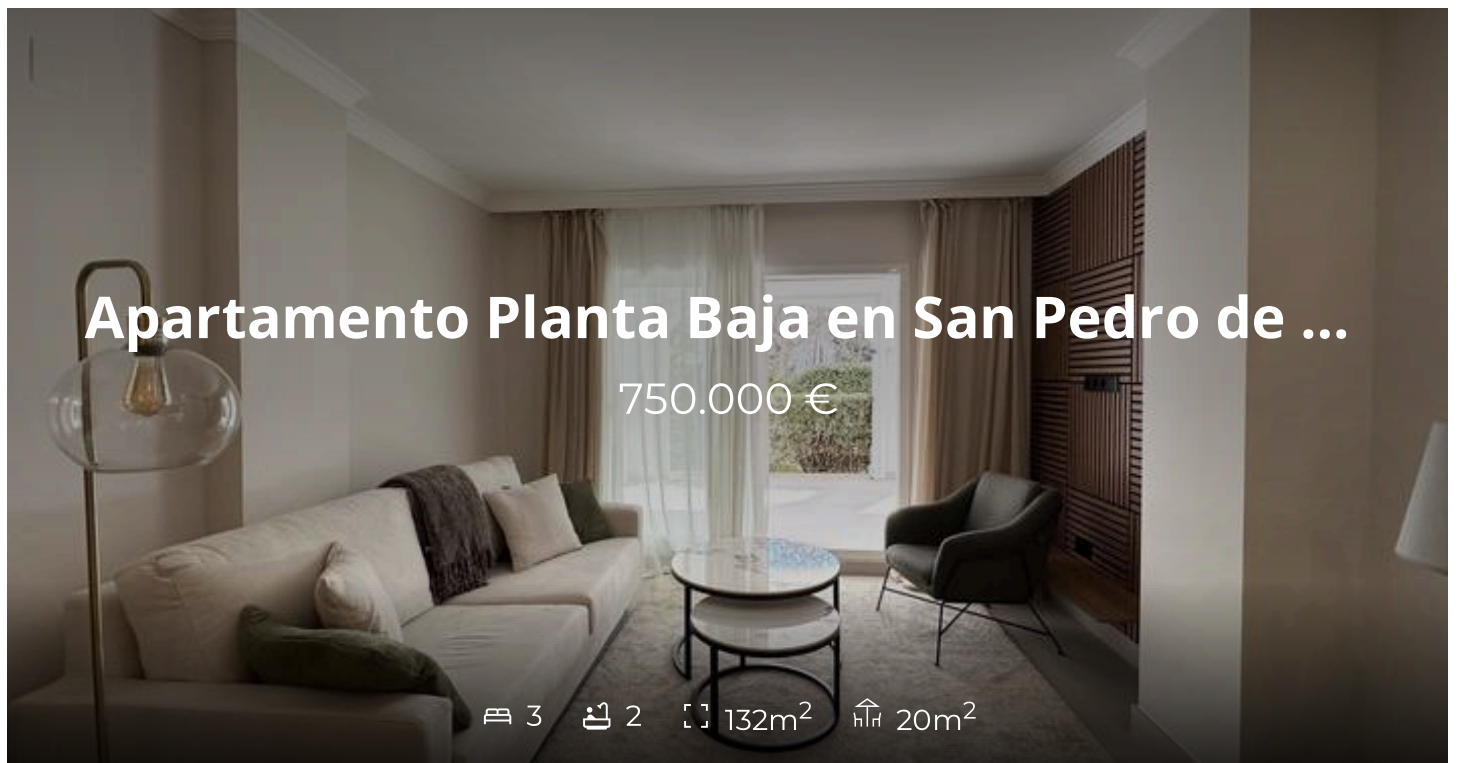 Apartamento Planta Baja en San Pedro de ...
750.000 €
3 2 132m² 20m²